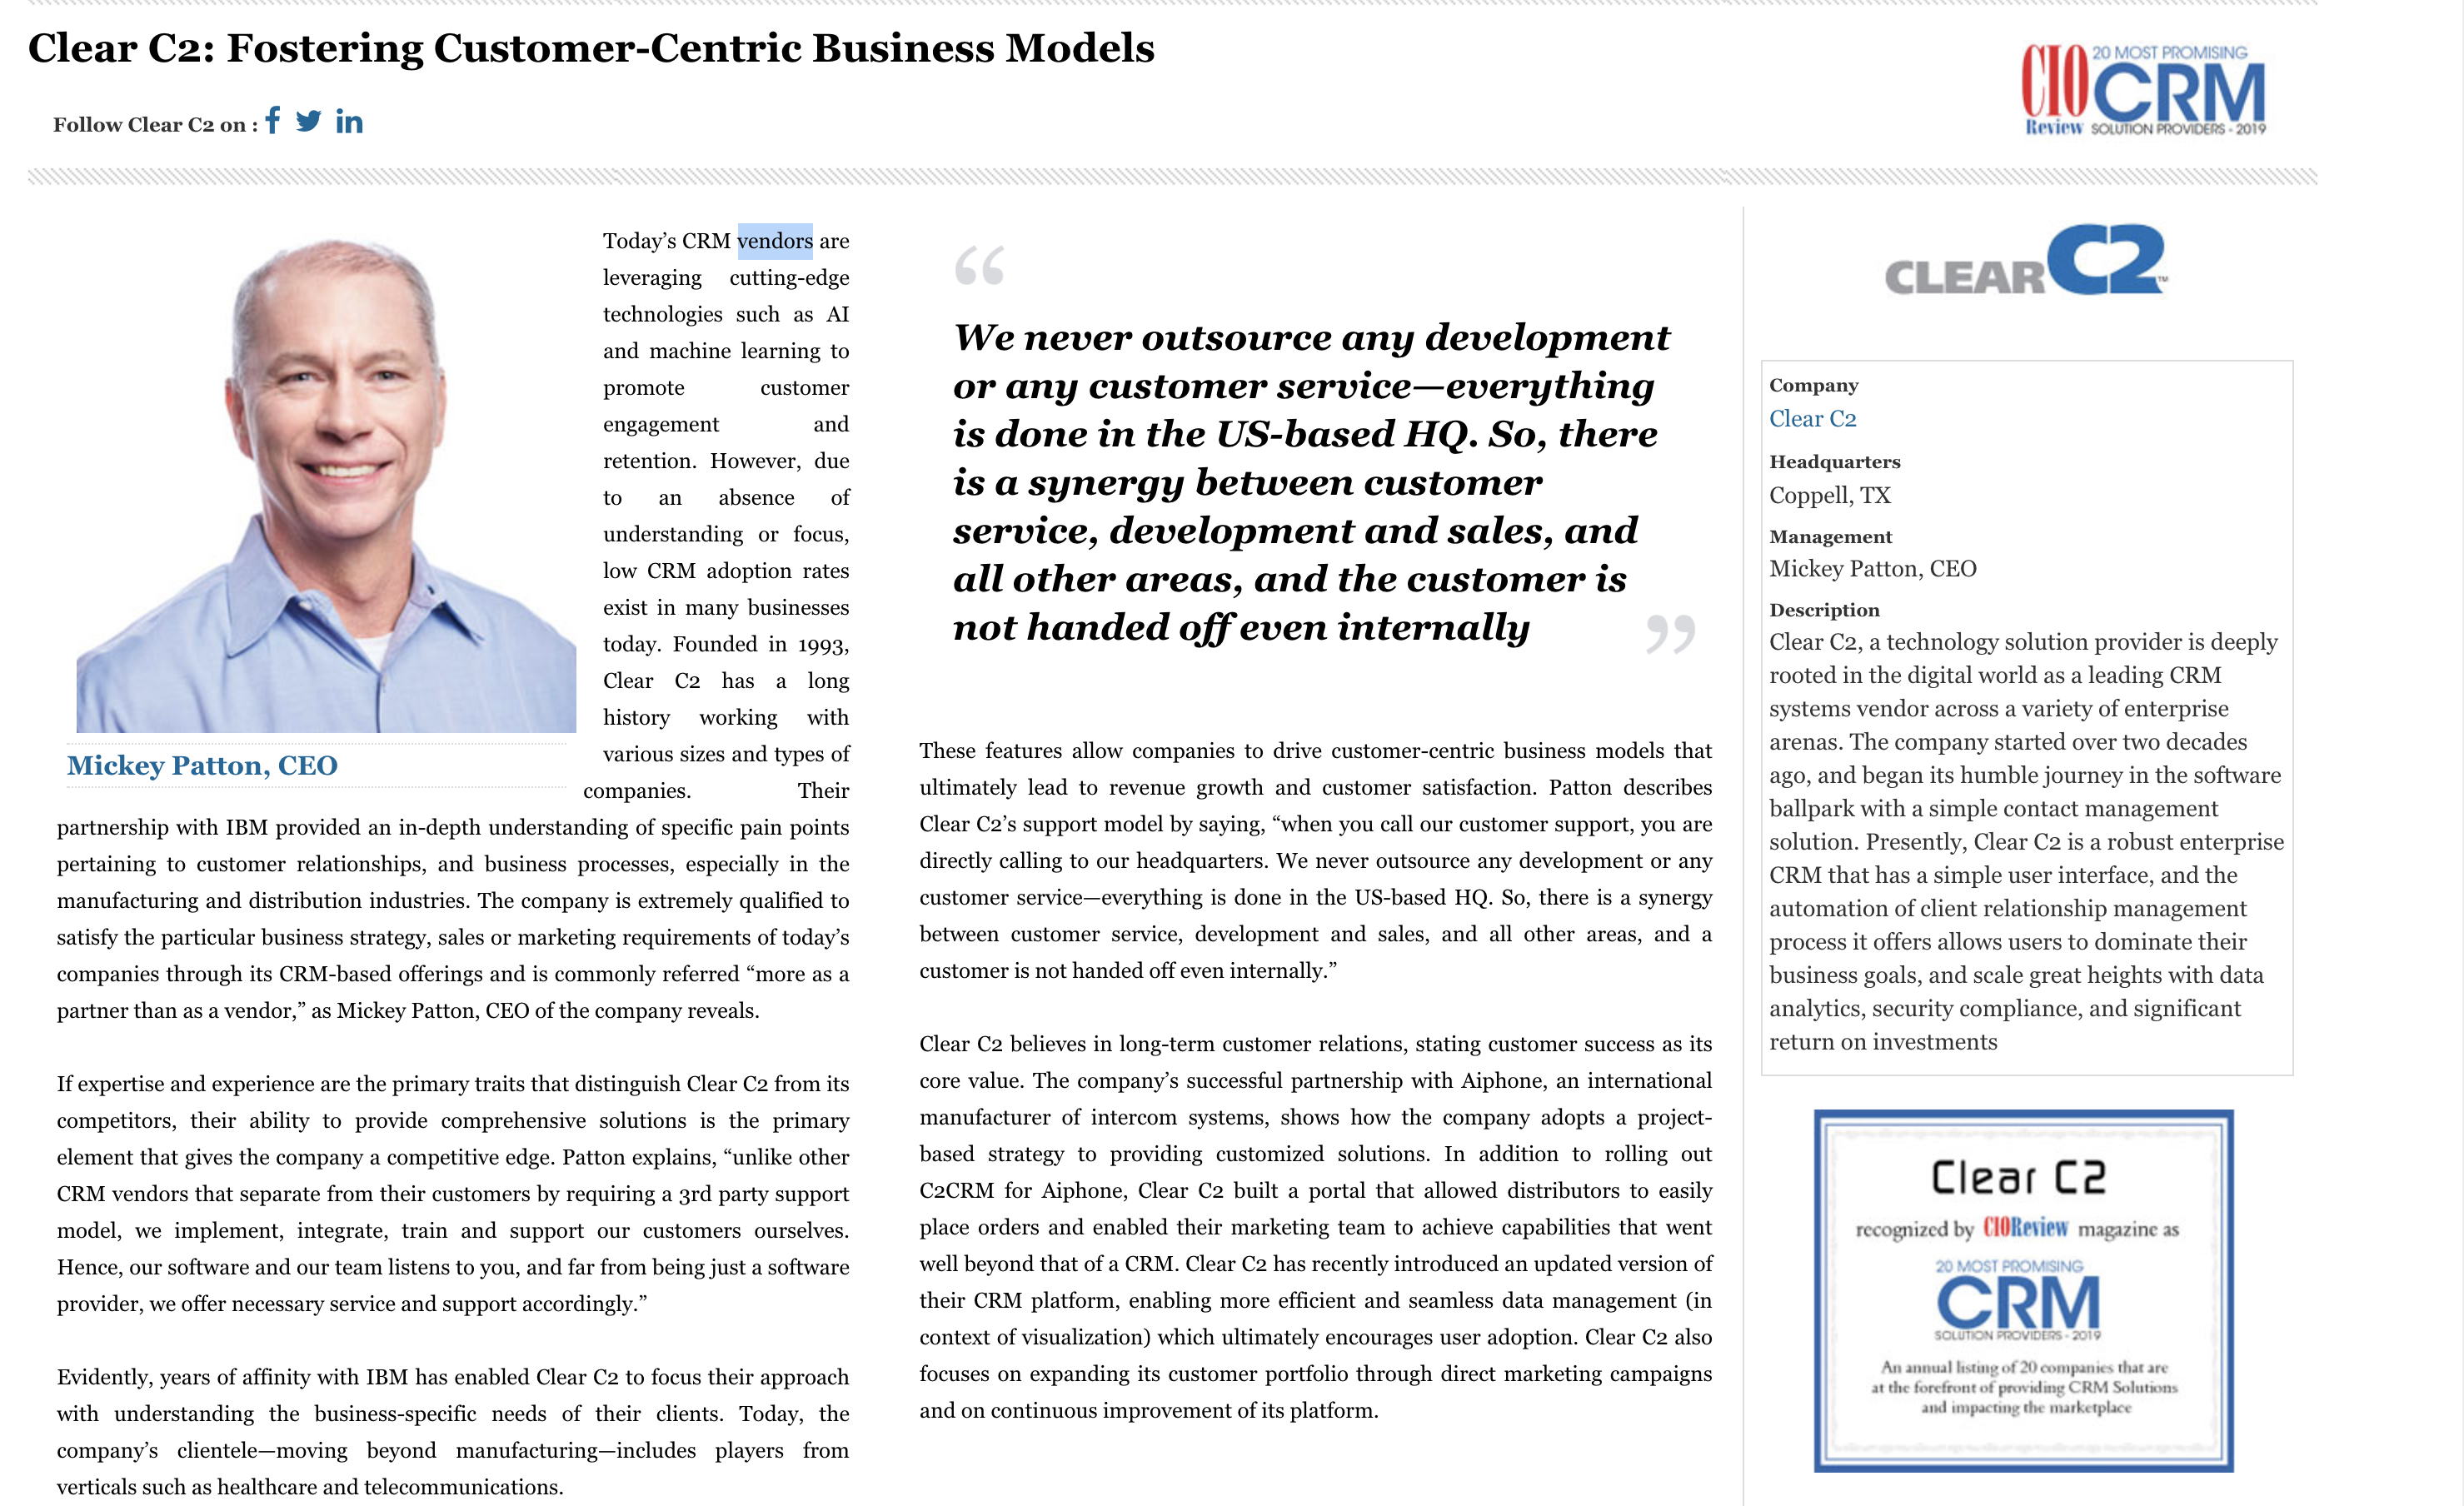 Clear C2: Fostering Customer-Centric Business Models
Follow Clear C2 on :
CIO
Review
20 MOST PROMISING
CRM
SOLUTION PROVIDERS - 2019
Today’s CRM vendors are
leveraging cutting-edge
technologies such as AI
and machine learning to
promote customer
engagement and
retention. However, due
to an absence of
understanding or focus,
low CRM adoption rates
exist in many businesses
today. Founded in 1993,
Clear C2 has a long
history working with
various sizes and types of
companies. Their
Mickey Patton, CEO
partnership with IBM provided an in-depth understanding of specific pain points
pertaining to customer relationships, and business processes, especially in the
manufacturing and distribution industries. The company is extremely qualified to
satisfy the particular business strategy, sales or marketing requirements of today’s
companies through its CRM-based offerings and is commonly referred “more as a
partner than as a vendor,” as Mickey Patton, CEO of the company reveals.
If expertise and experience are the primary traits that distinguish Clear C2 from its
competitors, their ability to provide comprehensive solutions is the primary
element that gives the company a competitive edge. Patton explains, “unlike other
CRM vendors that separate from their customers by requiring a 3rd party support
model, we implement, integrate, train and support our customers ourselves.
Hence, our software and our team listens to you, and far from being just a software
provider, we offer necessary service and support accordingly.”
Evidently, years of affinity with IBM has enabled Clear C2 to focus their approach
with understanding the business-specific needs of their clients. Today, the
company’s clientele—moving beyond manufacturing—includes players from
verticals such as healthcare and telecommunications.
“
We never outsource any development
or any customer service—everything
is done in the US-based HQ. So, there
is a synergy between customer
service, development and sales, and
all other areas, and the customer is
not handed off even internally
”
These features allow companies to drive customer-centric business models that
ultimately lead to revenue growth and customer satisfaction. Patton describes
Clear C2’s support model by saying, “when you call our customer support, you are
directly calling to our headquarters. We never outsource any development or any
customer service—everything is done in the US-based HQ. So, there is a synergy
between customer service, development and sales, and all other areas, and a
customer is not handed off even internally.”
Clear C2 believes in long-term customer relations, stating customer success as its
core value. The company’s successful partnership with Aiphone, an international
manufacturer of intercom systems, shows how the company adopts a project-
based strategy to providing customized solutions. In addition to rolling out
C2CRM for Aiphone, Clear C2 built a portal that allowed distributors to easily
place orders and enabled their marketing team to achieve capabilities that went
well beyond that of a CRM. Clear C2 has recently introduced an updated version of
their CRM platform, enabling more efficient and seamless data management (in
context of visualization) which ultimately encourages user adoption. Clear C2 also
focuses on expanding its customer portfolio through direct marketing campaigns
and on continuous improvement of its platform.
CLEAR C2™
Company
Clear C2
Headquarters
Coppell, TX
Management
Mickey Patton, CEO
Description
Clear C2, a technology solution provider is deeply
rooted in the digital world as a leading CRM
systems vendor across a variety of enterprise
arenas. The company started over two decades
ago, and began its humble journey in the software
ballpark with a simple contact management
solution. Presently, Clear C2 is a robust enterprise
CRM that has a simple user interface, and the
automation of client relationship management
process it offers allows users to dominate their
business goals, and scale great heights with data
analytics, security compliance, and significant
return on investments
Clear C2
recognized by CIOReview magazine as
20 MOST PROMISING
CRM
SOLUTION PROVIDERS - 2019
An annual listing of 20 companies that are
at the forefront of providing CRM Solutions
and impacting the marketplace